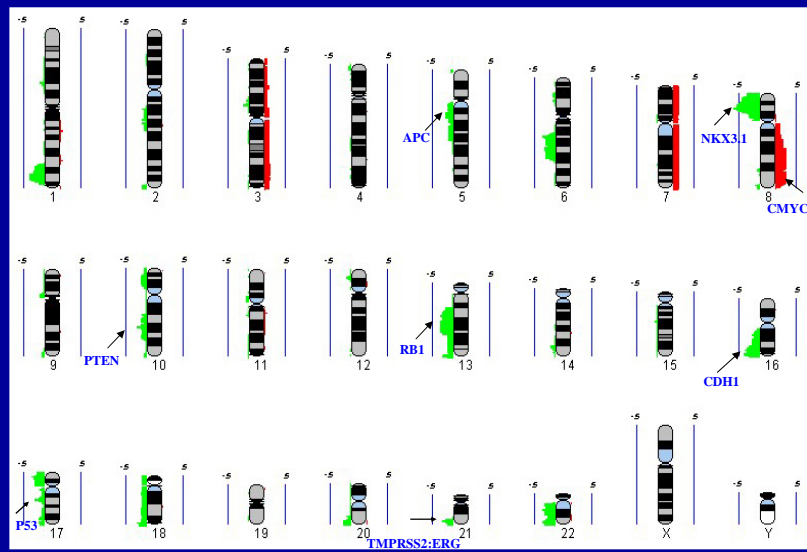 -5 5 -5 5 -5 5 -5 5 -5 5 -5 5 -5 5 -5 5
APC
NKX3.1
CMYC
1 2 3 4 5 6 7 8
-5 5 -5 5 -5 5 -5 5 -5 5 -5 5 -5 5 -5 5
PTEN
RB1
CDH1
9 10 11 12 13 14 15 16
-5 5 -5 5 -5 5 -5 5 -5 5 -5 5 -5 5 -5 5
P53
17 18 19 20 21 22 X Y
TMPRSS2:ERG